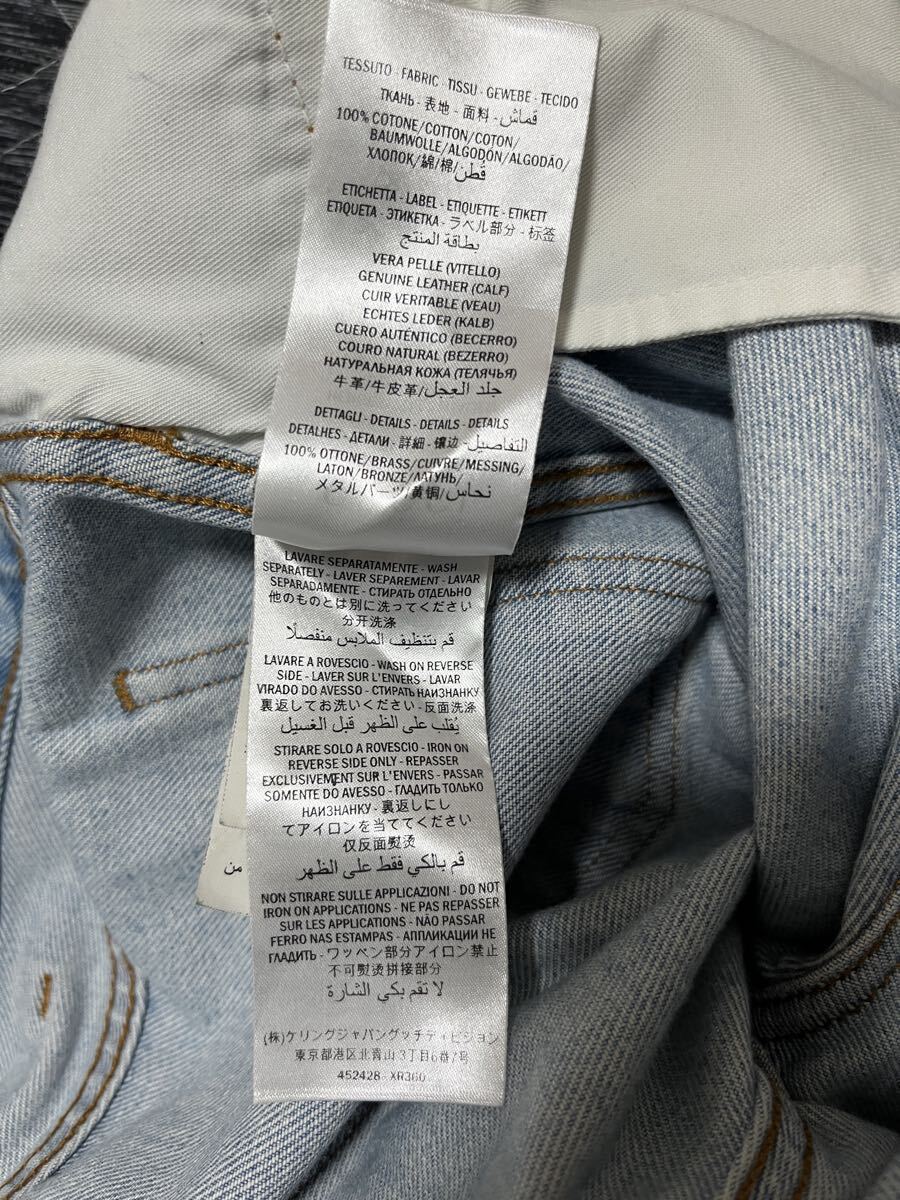 TESSUTO - FABRIC - TISSU - GEWEBE - TECIDO
ТКАНЬ - 表地 - 面料 - قماش
100% COTONE/COTTON/COTON/
BAUMWOLLE/ALGODÓN/ALGODÃO/
ХЛОПОК/綿/棉/قطن
ETICHETTA - LABEL - ETIQUETTE - ETIKETT
ETIQUETA - ЭТИКЕТКА - ラベル部分 - 标签
بطاقة المنتج
VERA PELLE (VITELLO)
GENUINE LEATHER (CALF)
CUIR VERITABLE (VEAU)
ECHTES LEDER (KALB)
CUERO AUTÉNTICO (BECERRO)
COURO NATURAL (BEZERRO)
НАТУРАЛЬНАЯ КОЖА (ТЕЛЯЧЬЯ)
牛革/牛皮革/جلد العجل
DETTAGLI - DETAILS - DETAILS - DETAILS
DETALHES - ДЕТАЛИ - 詳細 - 镶边 - التفاصيل
100% OTTONE/BRASS/CUIVRE/MESSING/
LATON/BRONZE/ЛАТУНЬ/
メタルパーツ/黄铜/نحاس
LAVARE SEPARATAMENTE - WASH
SEPARATELY - LAVER SEPAREMENT - LAVAR
SEPARADAMENTE - СТИРАТЬ ОТДЕЛЬНО
他のものとは別に洗ってください
分开洗涤
قم بتنظيف الملابس منفصلًا
LAVARE A ROVESCIO - WASH ON REVERSE
SIDE - LAVER SUR L'ENVERS - LAVAR
VIRADO DO AVESSO - СТИРАТЬ НАИЗНАНКУ
裏返してお洗いください - 反面洗涤
يُقلب على الظهر قبل الغسيل
STIRARE SOLO A ROVESCIO - IRON ON
REVERSE SIDE ONLY - REPASSER
EXCLUSIVEMENT SUR L'ENVERS - PASSAR
SOMENTE DO AVESSO - ГЛАДИТЬ ТОЛЬКО
НАИЗНАНКУ - 裏返しにし
てアイロンを当ててください
仅反面熨烫
قم بالكي فقط على الظهر
من
NON STIRARE SULLE APPLICAZIONI - DO NOT
IRON ON APPLICATIONS - NE PAS REPASSER
SUR LES APPLICATIONS - NÃO PASSAR
FERRO NAS ESTAMPAS - АППЛИКАЦИИ НЕ
ГЛАДИТЬ - ワッペン部分アイロン禁止
不可熨烫拼接部分
لا تقم بكي الشارة
(株)ケリングジャパングッチディビジョン
東京都港区北青山3丁目6番7号
452428 - XR360